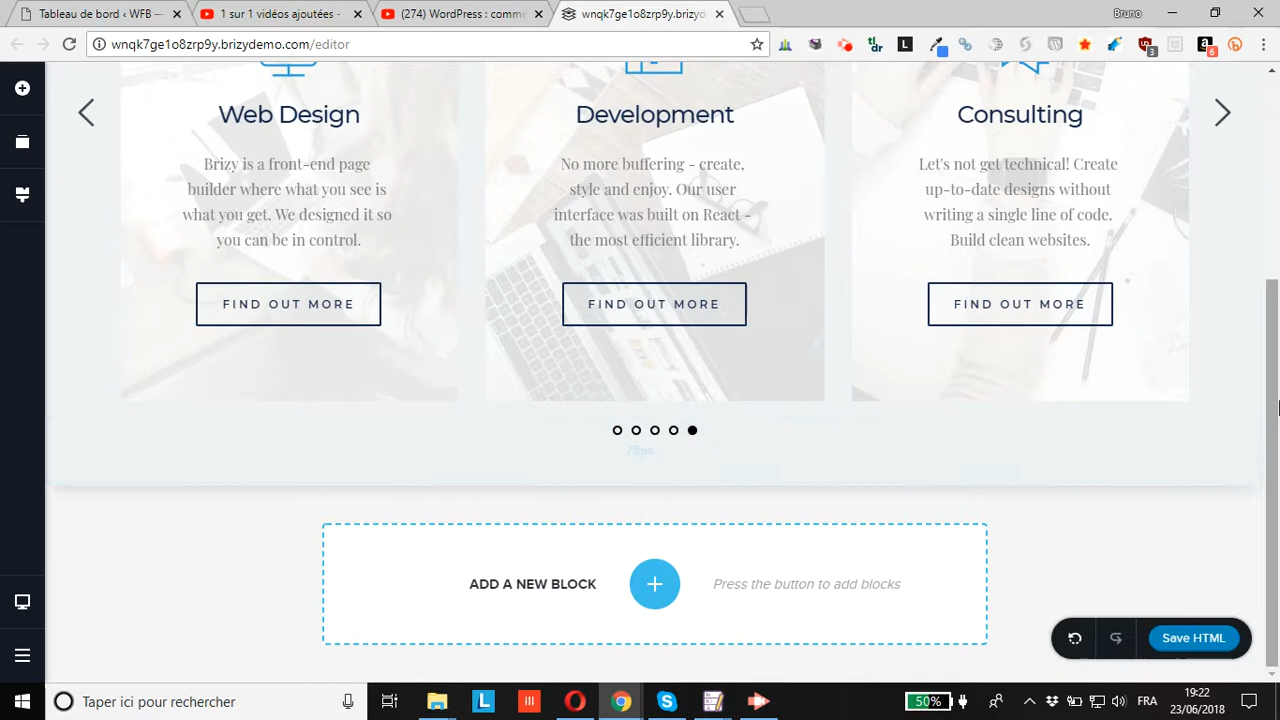 Tableau de bord ‹ WFB —
1 sur 1 vidéos ajoutées -
(274) WordPress : comme
wnqk7ge1o8zrp9y.brizyd
Bruno
wnqk7ge1o8zrp9y.brizydemo.com/editor
tl;
dr
L
3
a
6
Web Design
Development
Consulting
Brizy is a front-end page
builder where what you see is
what you get. We designed it so
you can be in control.
No more buffering - create,
style and enjoy. Our user
interface was built on React -
the most efficient library.
Let's not get technical! Create
up-to-date designs without
writing a single line of code.
Build clean websites.
FIND OUT MORE
FIND OUT MORE
FIND OUT MORE
75px
ADD A NEW BLOCK
Press the button to add blocks
Save HTML
Taper ici pour rechercher
L
50%
FRA
19:22
23/06/2018